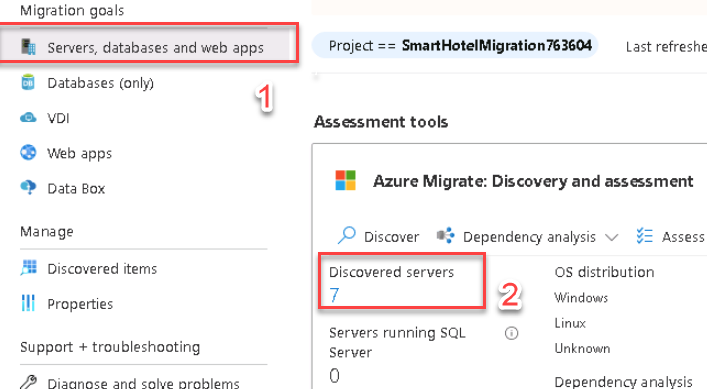 Migration goals
Servers, databases and web apps
Databases (only)
1
VDI
Web apps
Data Box
Manage
Discovered items
Properties
Support + troubleshooting
Diagnose and solve problems
Project == SmartHotelMigration763604
Last refreshe
Assessment tools
Azure Migrate: Discovery and assessment
Discover
Dependency analysis
Assess
Discovered servers
7
2
Servers running SQL
Server
0
OS distribution
Windows
Linux
Unknown
Dependency analysis